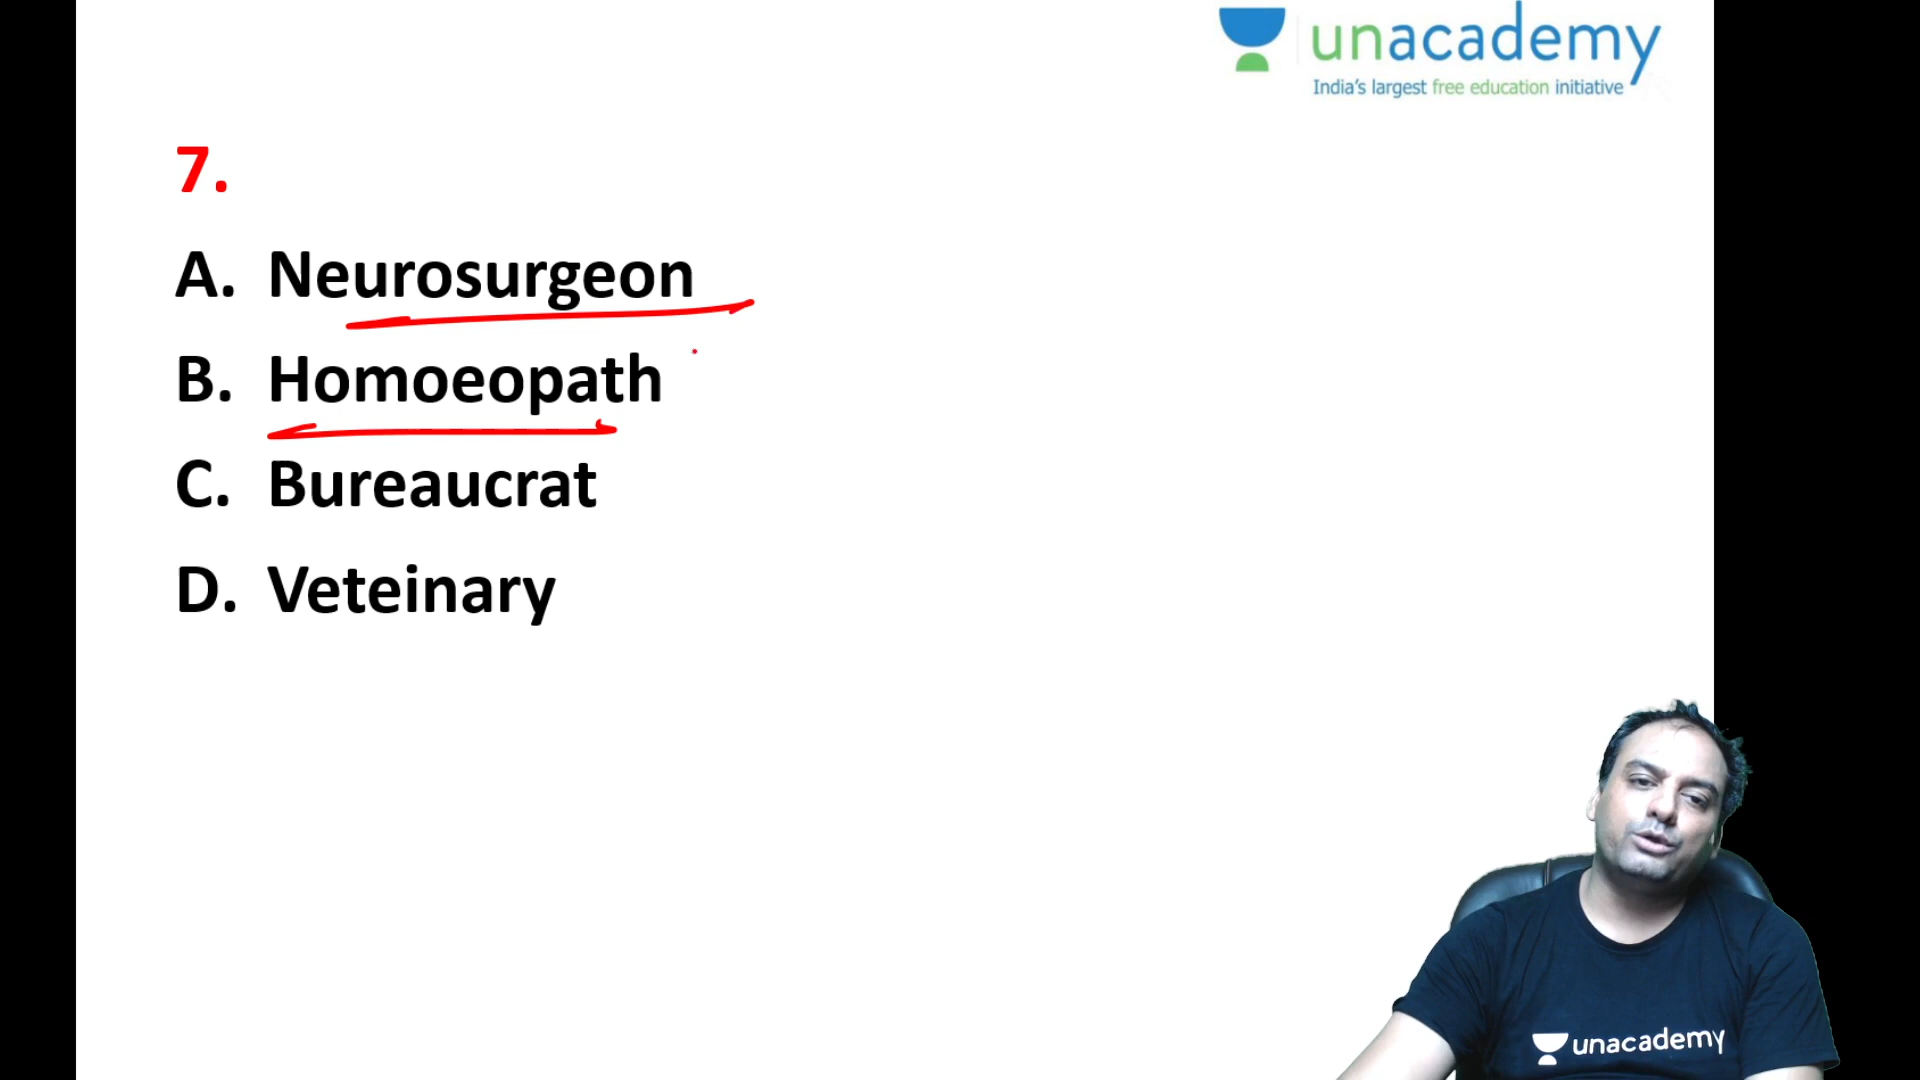 unacademy
India's largest free education initiative
7.
A. Neurosurgeon
B. Homoeopath
C. Bureaucrat
D. Veteinary
unacademy